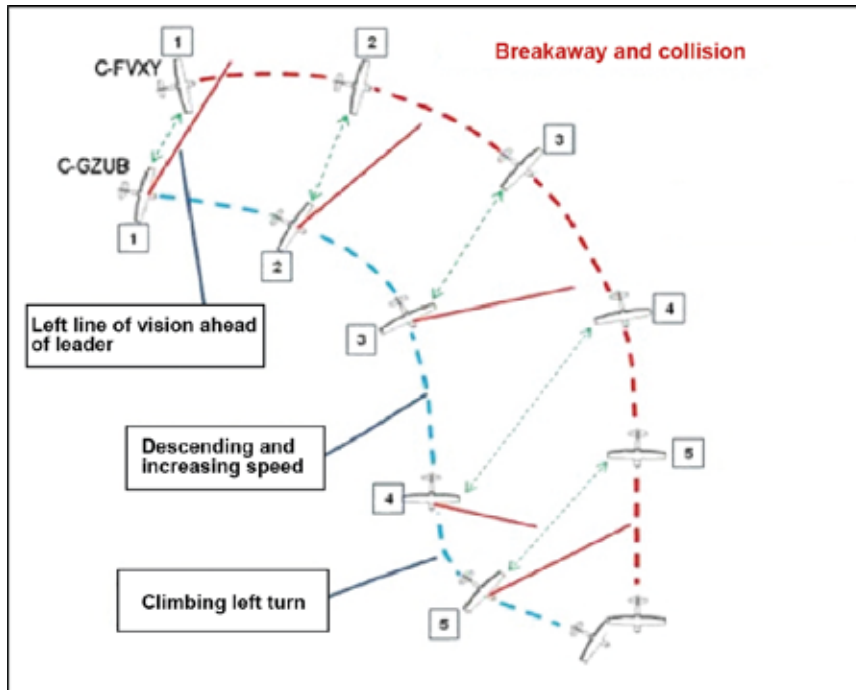 1
2
Breakaway and collision
C-FVXY
3
C-GZUB
1
2
4
3
Left line of vision ahead
of leader
5
Descending and
increasing speed
4
Climbing left turn
5